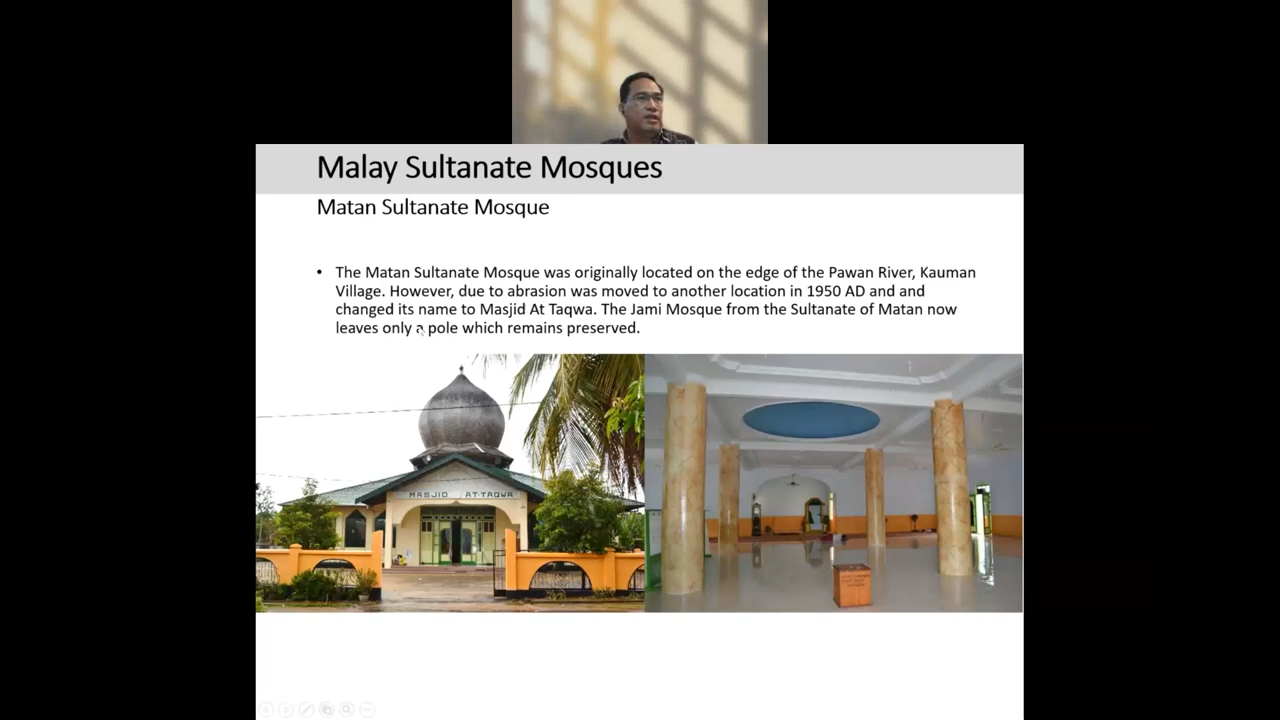 Malay Sultanate Mosques
Matan Sultanate Mosque
• The Matan Sultanate Mosque was originally located on the edge of the Pawan River, Kauman
Village. However, due to abrasion was moved to another location in 1950 AD and and
changed its name to Masjid At Taqwa. The Jami Mosque from the Sultanate of Matan now
leaves only a pole which remains preserved.
MASJID AT-TAQWA